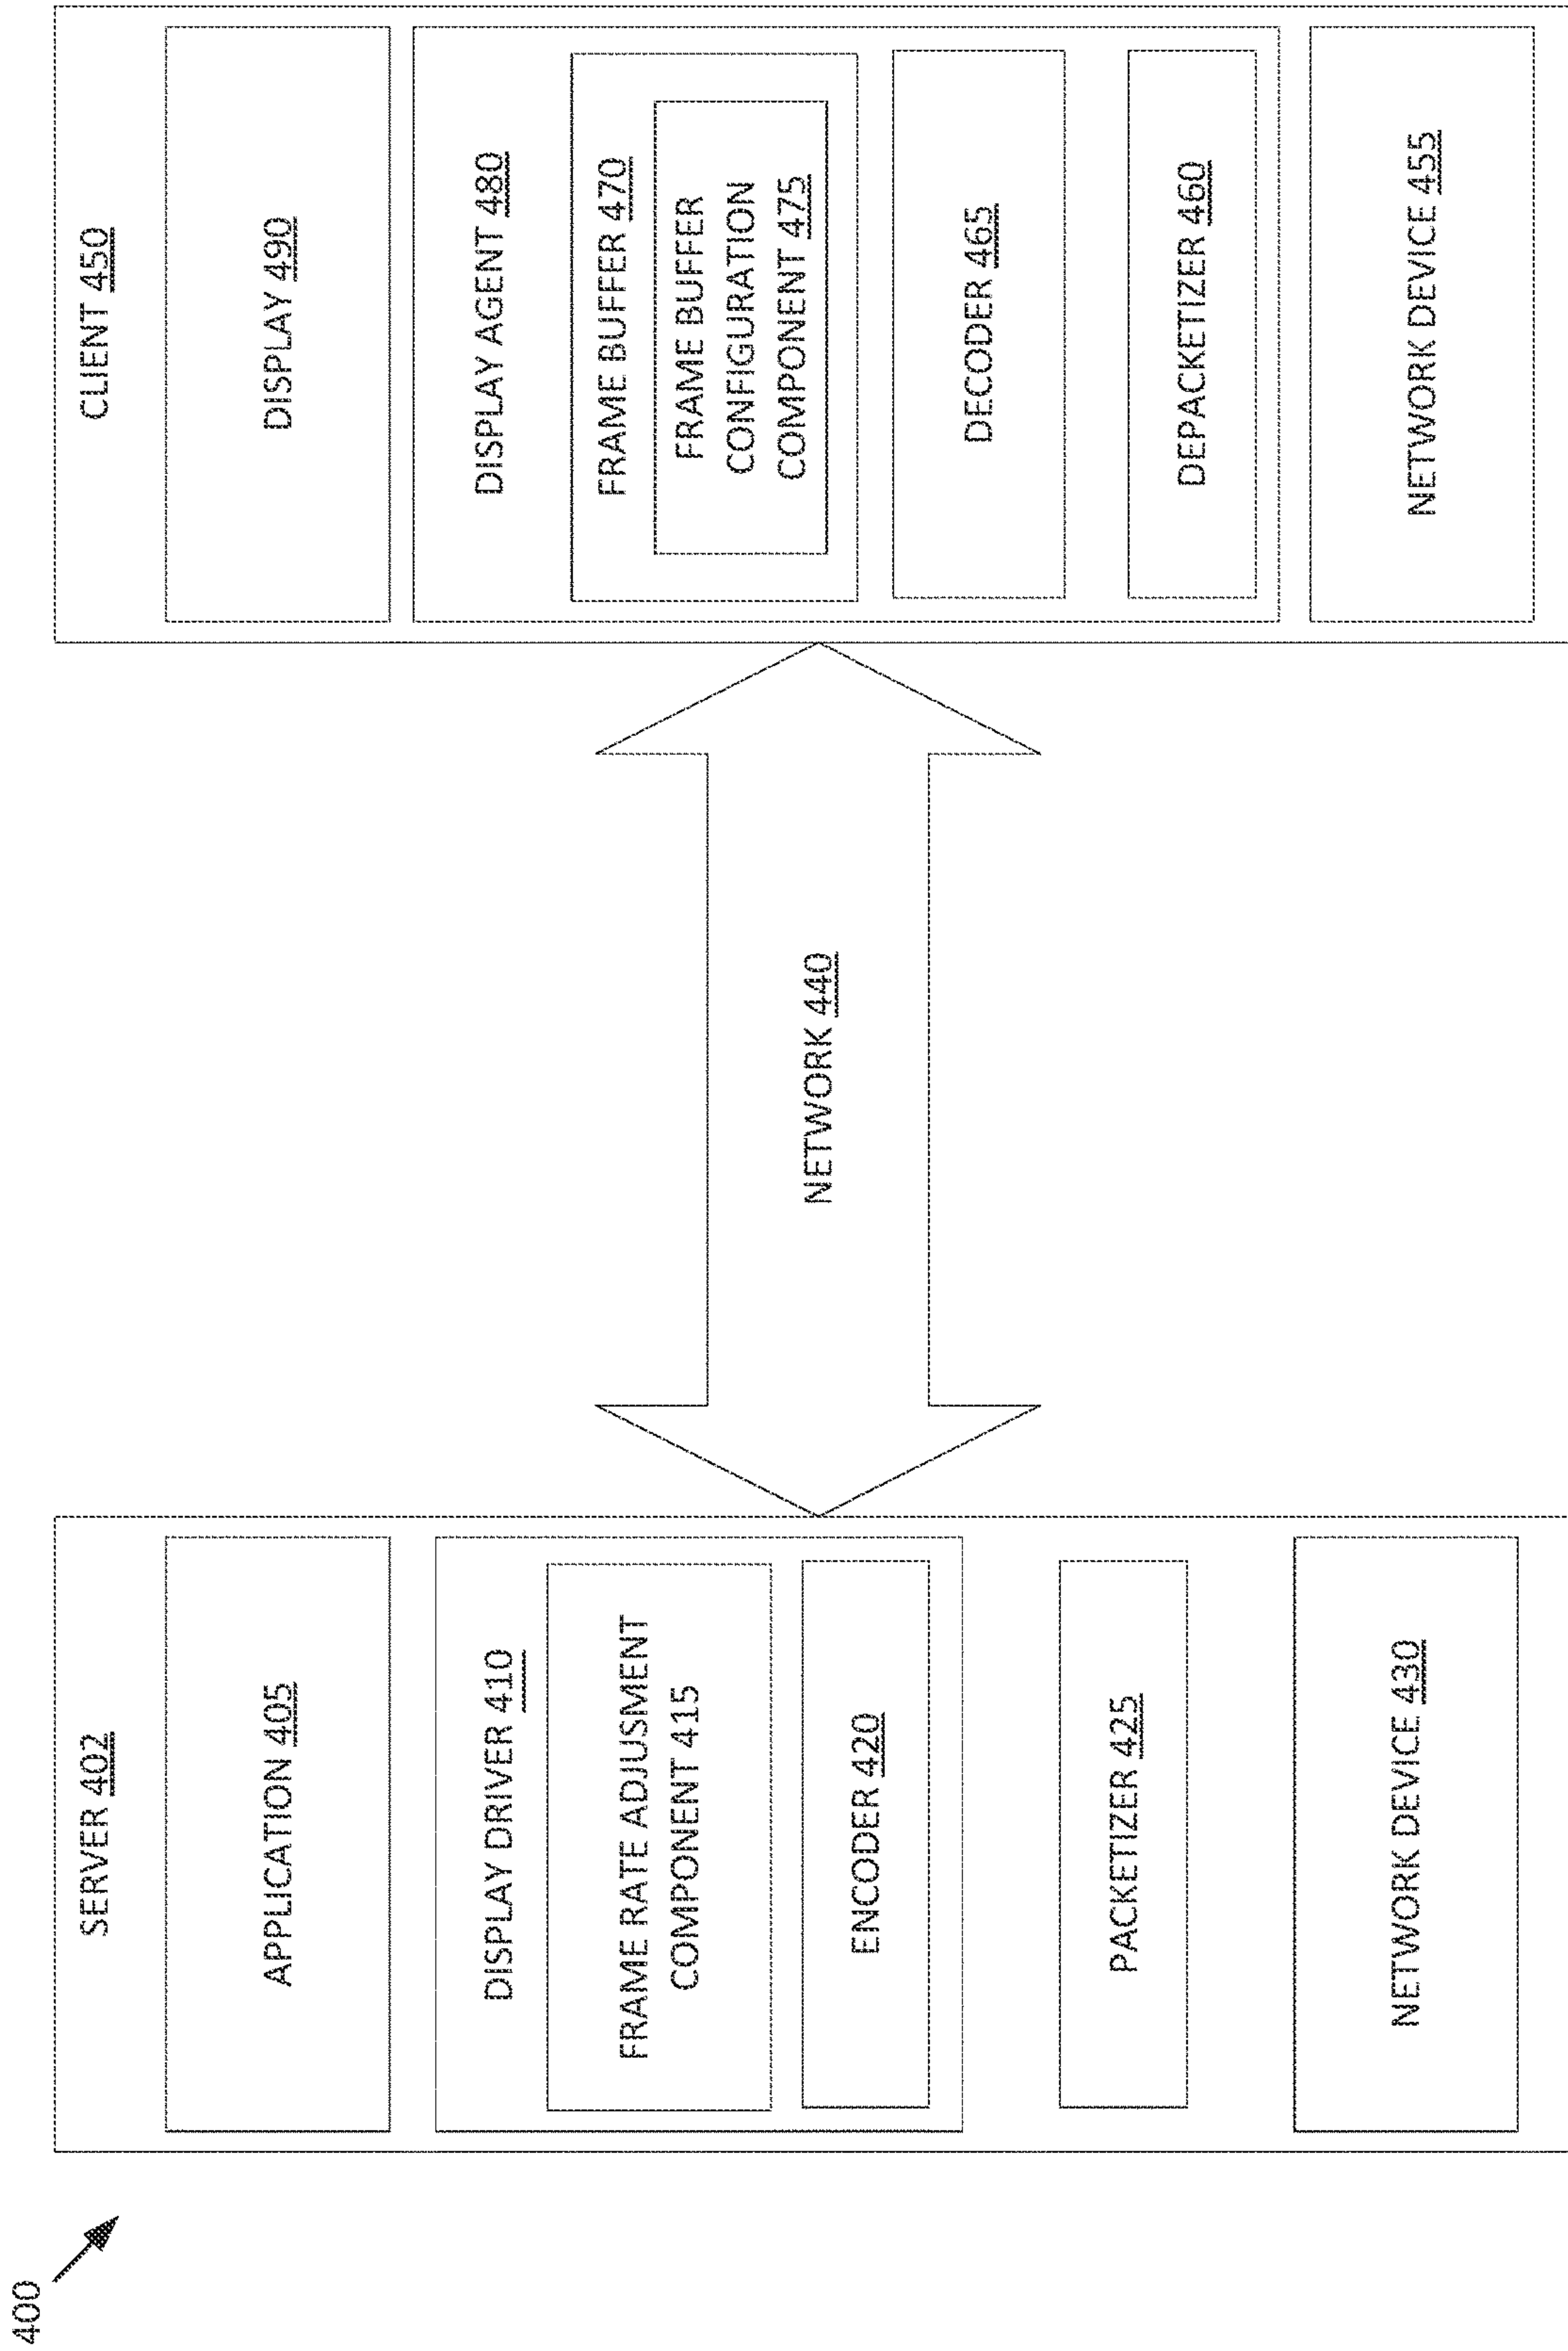 400
SERVER 402
APPLICATION 405
DISPLAY DRIVER 410
FRAME RATE ADJUSMENT
COMPONENT 415
ENCODER 420
PACKETIZER 425
NETWORK DEVICE 430
NETWORK 440
CLIENT 450
DISPLAY 490
DISPLAY AGENT 480
FRAME BUFFER 470
FRAME BUFFER
CONFIGURATION
COMPONENT 475
DECODER 465
DEPACKETIZER 460
NETWORK DEVICE 455